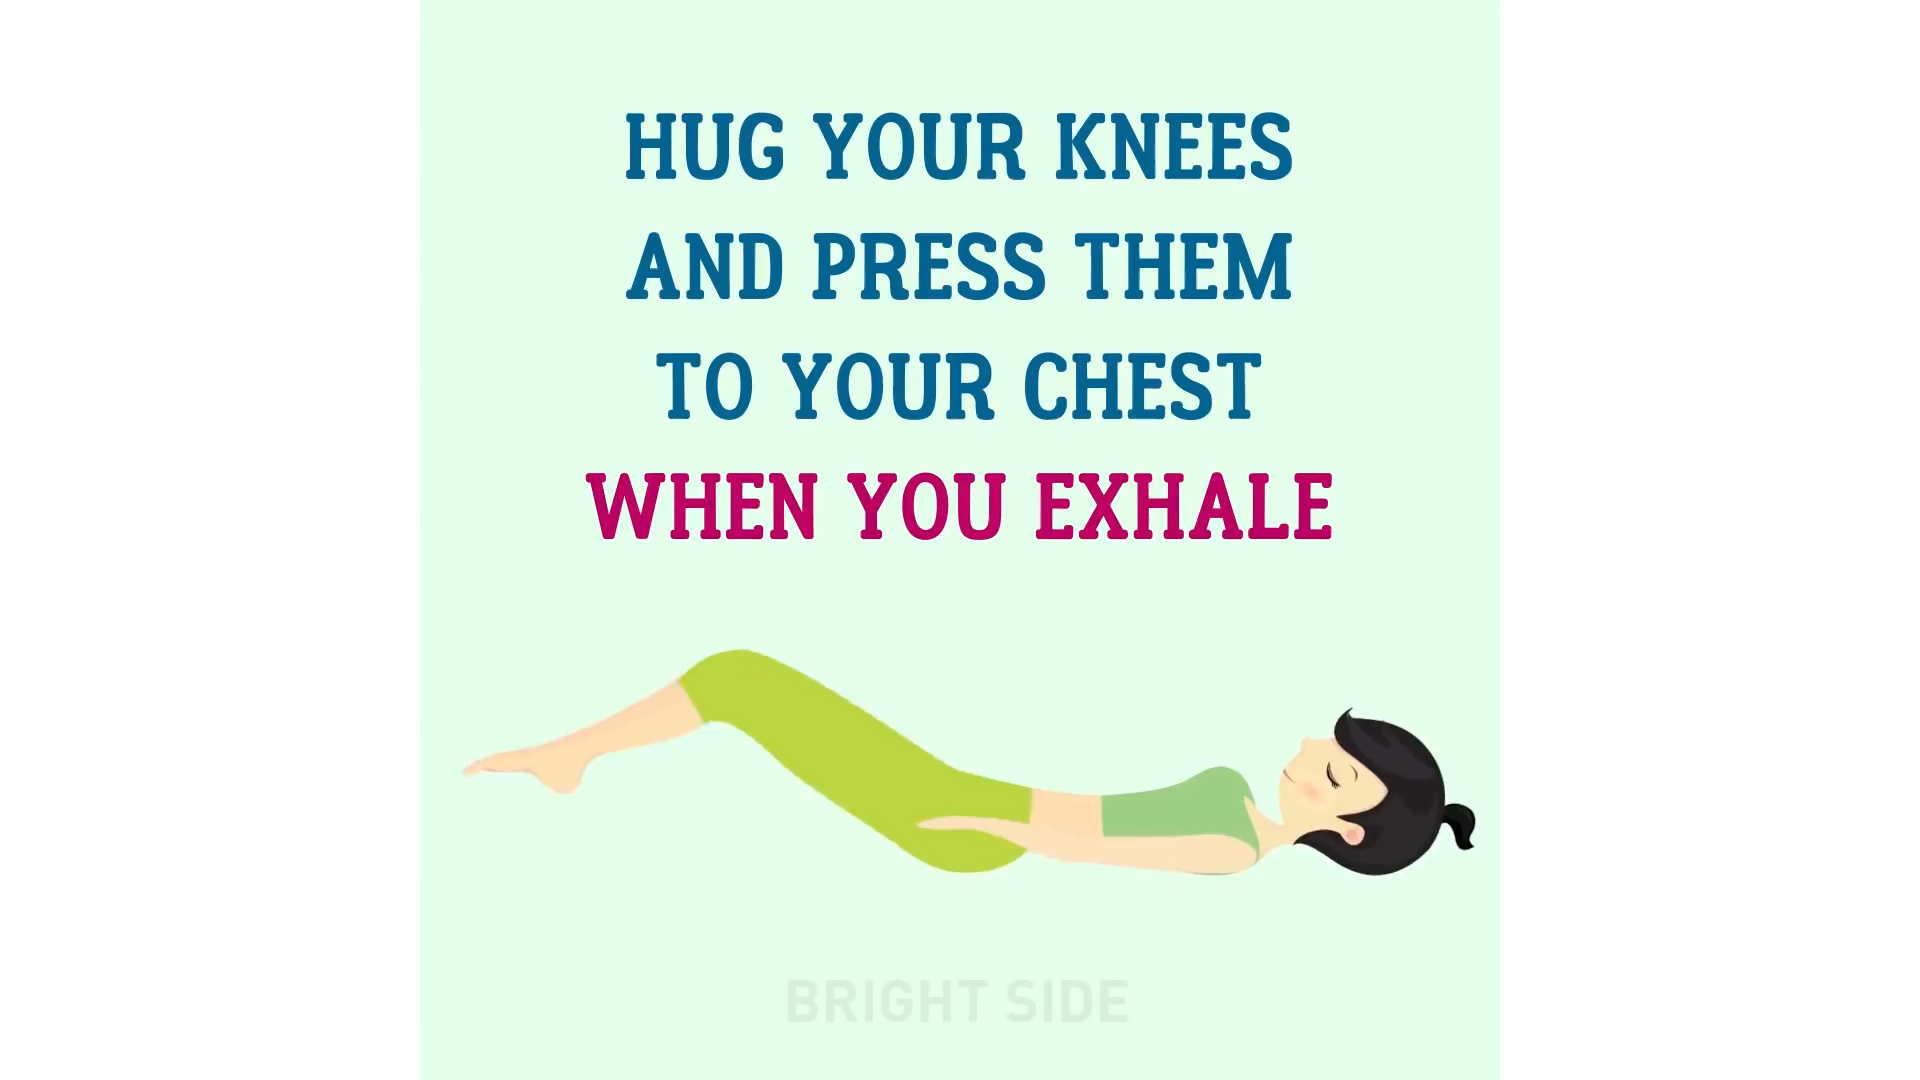 HUG YOUR KNEES
AND PRESS THEM
TO YOUR CHEST
WHEN YOU EXHALE
BRIGHT SIDE